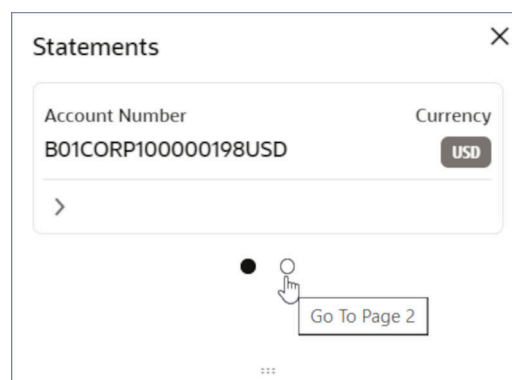 Statements
Account Number Currency
B01CORP100000198USD USD
Go To Page 2